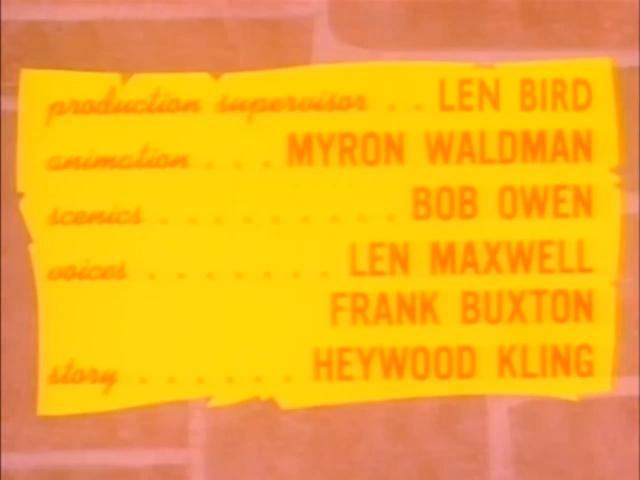 production supervisor . . LEN BIRD
animation . . . MYRON WALDMAN
scenics . . . . . . . . . BOB OWEN
voices . . . . . . . LEN MAXWELL
FRANK BUXTON
story . . . . . . HEYWOOD KLING